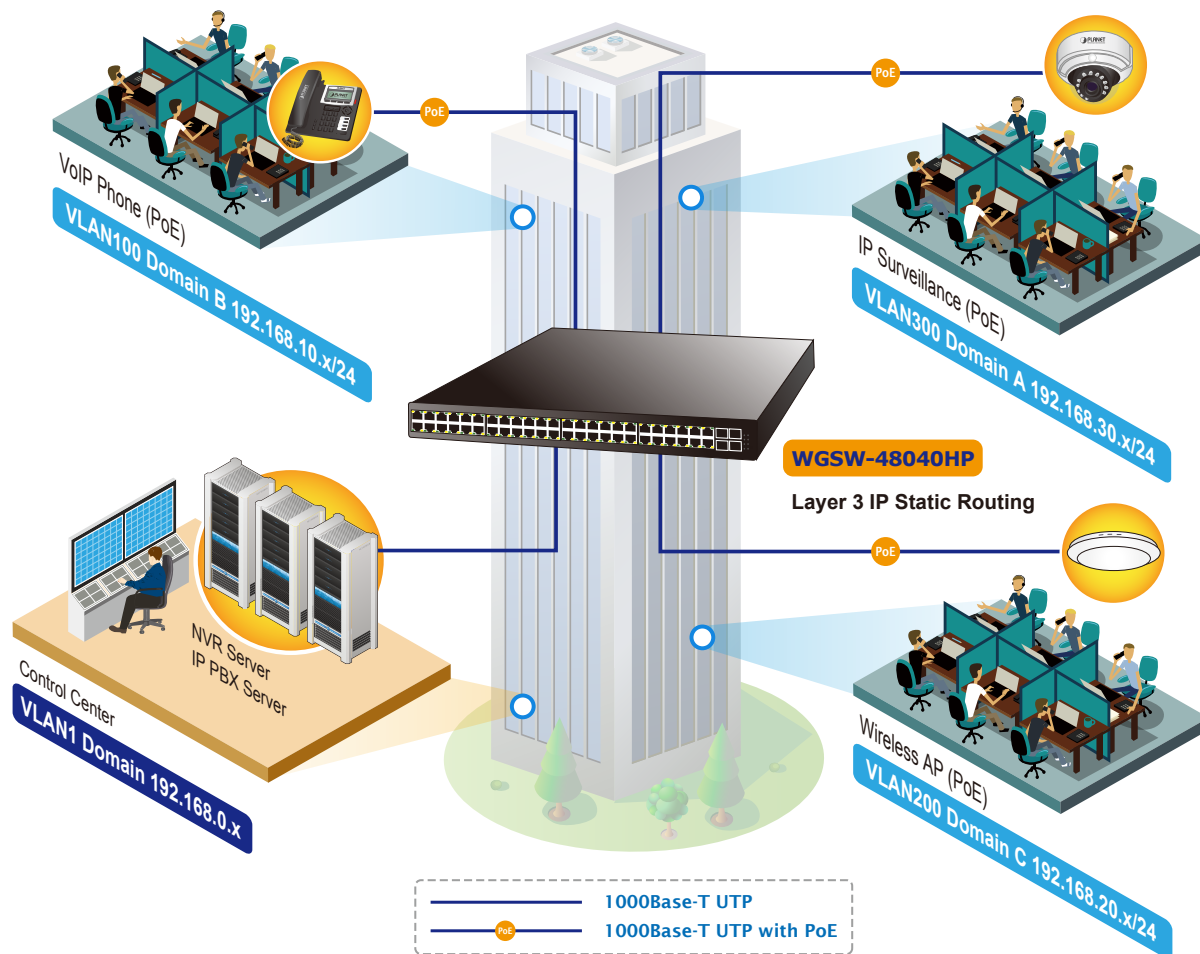 PoE
PLANET
PoE
PLANET
VoIP Phone (PoE)
VLAN100 Domain B 192.168.10.x/24
IP Surveillance (PoE)
VLAN300 Domain A 192.168.30.x/24
WGSW-48040HP
Layer 3 IP Static Routing
PoE
NVR Server
IP PBX Server
Control Center
VLAN1 Domain 192.168.0.x
Wireless AP (PoE)
VLAN200 Domain C 192.168.20.x/24
1000Base-T UTP
PoE
1000Base-T UTP with PoE